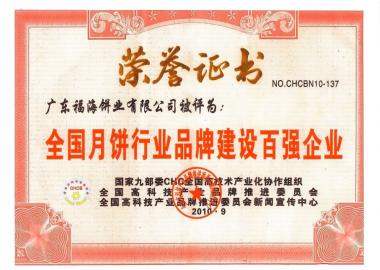 荣誉证书
NO.CHCBN10-137
广东福海饼业有限公司被评为：
全国月饼行业品牌建设百强企业
国家九部委CHC全国高技术产业化协作组织
全国高科技产业品牌推进委员会
全国高科技产业品牌推进委员会新闻宣传中心
2010·9
CHCB